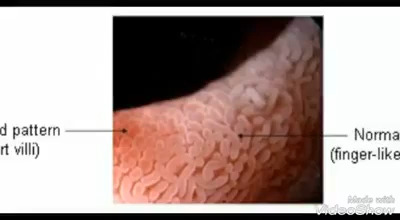 d pattern
rt villi)
Norma
(finger-like
Made with
VideoShow